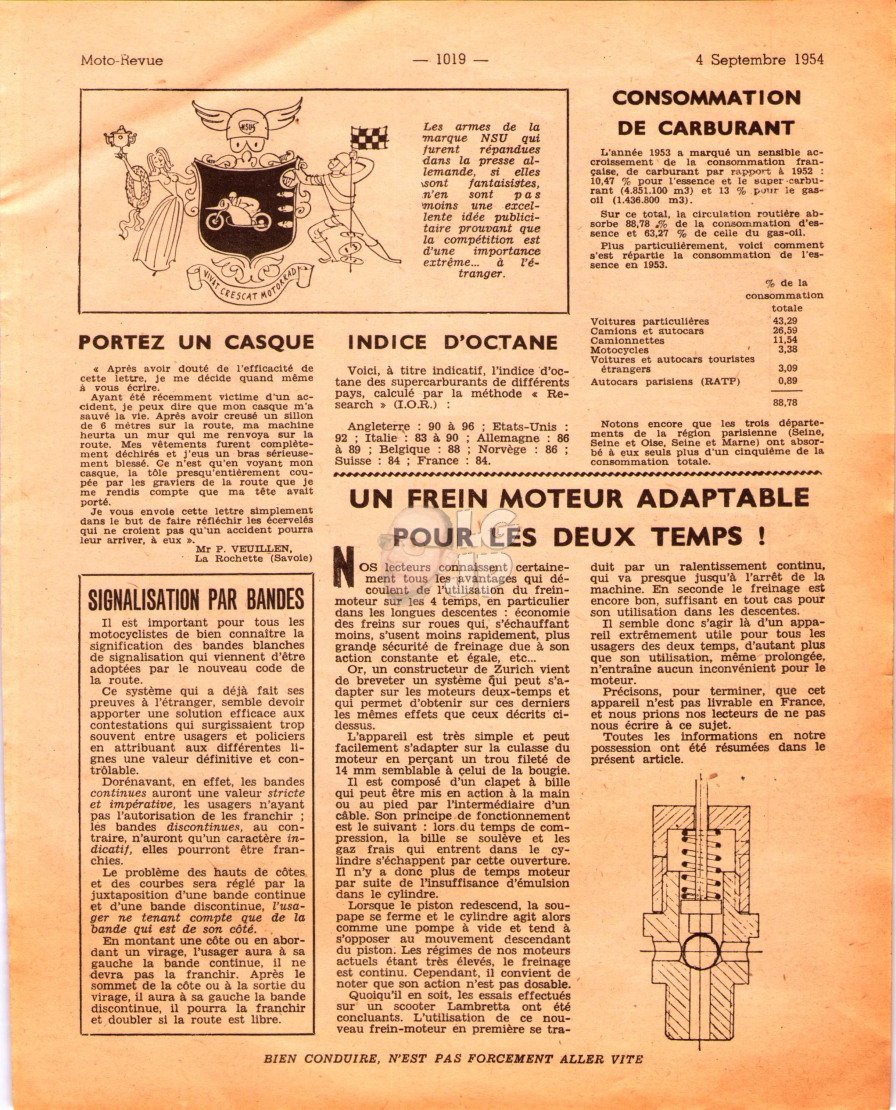 Moto-Revue
— 1019 —
4 Septembre 1954
NSU
VIVAT CRESCAT MOTORRAD
Les armes de la
marque NSU qui
furent répandues
dans la presse al-
lemande, si elles
sont fantaisistes,
n'en sont pas
moins une excel-
lente idée publici-
taire prouvant que
la compétition est
d'une importance
extrême... à l'é-
tranger.
CONSOMMATION
DE CARBURANT
L'année 1953 a marqué un sensible ac-
croissement de la consommation fran-
çaise, de carburant par rapport à 1952 :
10,47 % pour l'essence et le super-carbu-
rant (4.851.100 m3) et 13 % pour le gas-
oil (1.436.800 m3).
Sur ce total, la circulation routière ab-
sorbe 88,78 % de la consommation d'es-
sence et 63,27 % de celle du gas-oil.
Plus particulièrement, voici comment
s'est répartie la consommation de l'es-
sence en 1953.
% de la
consommation
totale
Voitures particulières 43,29
Camions et autocars 26,59
Camionnettes 11,54
Motocycles 3,38
Voitures et autocars touristes
étrangers 3,09
Autocars parisiens (RATP) 0,89
88,78
Notons encore que les trois départe-
ments de la région parisienne (Seine,
Seine et Oise, Seine et Marne) ont absor-
bé à eux seuls plus d'un cinquième de la
consommation totale.
PORTEZ UN CASQUE
« Après avoir douté de l'efficacité de
cette lettre, je me décide quand même
à vous écrire.
Ayant été récemment victime d'un ac-
cident, je peux dire que mon casque m'a
sauvé la vie. Après avoir creusé un sillon
de 6 mètres sur la route, ma machine
heurta un mur qui me renvoya sur la
route. Mes vêtements furent complète-
ment déchirés et j'eus un bras sérieuse-
ment blessé. Ce n'est qu'en voyant mon
casque, la tôle presqu'entièrement cou-
pée par les graviers de la route que je
me rendis compte que ma tête avait
porté.
Je vous envoie cette lettre simplement
dans le but de faire réfléchir les écervelés
qui ne croient pas qu'un accident pourra
leur arriver, à eux ».
Mr P. VEUILLEN,
La Rochette (Savoie)
INDICE D'OCTANE
Voici, à titre indicatif, l'indice d'oc-
tane des supercarburants de différents
pays, calculé par la méthode « Re-
search » (I.O.R.) :
Angleterre : 90 à 96 ; Etats-Unis :
92 ; Italie : 83 à 90 ; Allemagne : 86
à 89 ; Belgique : 88 ; Norvège : 86 ;
Suisse : 84 ; France : 84.
SIGNALISATION PAR BANDES
Il est important pour tous les
motocyclistes de bien connaître la
signification des bandes blanches
de signalisation qui viennent d'être
adoptées par le nouveau code de
la route.
Ce système qui a déjà fait ses
preuves à l'étranger, semble devoir
apporter une solution efficace aux
contestations qui surgissaient trop
souvent entre usagers et policiers
en attribuant aux différentes li-
gnes une valeur définitive et con-
trôlable.
Dorénavant, en effet, les bandes
continues auront une valeur stricte
et impérative, les usagers n'ayant
pas l'autorisation de les franchir ;
les bandes discontinues, au con-
traire, n'auront qu'un caractère in-
dicatif, elles pourront être fran-
chies.
Le problème des hauts de côtes
et des courbes sera réglé par la
juxtaposition d'une bande continue
et d'une bande discontinue, l'usa-
ger ne tenant compte que de la
bande qui est de son côté.
En montant une côte ou en abor-
dant un virage, l'usager aura à sa
gauche la bande continue, il ne
devra pas la franchir. Après le
sommet de la côte ou à la sortie du
virage, il aura à sa gauche la bande
discontinue, il pourra la franchir
et doubler si la route est libre.
UN FREIN MOTEUR ADAPTABLE
POUR LES DEUX TEMPS !
NOS lecteurs connaissent certaine-
ment tous les avantages qui dé-
coulent de l'utilisation du frein-
moteur sur les 4 temps, en particulier
dans les longues descentes : économie
des freins sur roues qui, s'échauffant
moins, s'usent moins rapidement, plus
grande sécurité de freinage due à son
action constante et égale, etc...
Or, un constructeur de Zurich vient
de breveter un système qui peut s'a-
dapter sur les moteurs deux-temps et
qui permet d'obtenir sur ces derniers
les mêmes effets que ceux décrits ci-
dessus.
L'appareil est très simple et peut
facilement s'adapter sur la culasse du
moteur en perçant un trou fileté de
14 mm semblable à celui de la bougie.
Il est composé d'un clapet à bille
qui peut être mis en action à la main
ou au pied par l'intermédiaire d'un
câble. Son principe de fonctionnement
est le suivant : lors du temps de com-
pression, la bille se soulève et les
gaz frais qui entrent dans le cy-
lindre s'échappent par cette ouverture.
Il n'y a donc plus de temps moteur
par suite de l'insuffisance d'émulsion
dans le cylindre.
Lorsque le piston redescend, la sou-
pape se ferme et le cylindre agit alors
comme une pompe à vide et tend à
s'opposer au mouvement descendant
du piston. Les régimes de nos moteurs
actuels étant très élevés, le freinage
est continu. Cependant, il convient de
noter que son action n'est pas dosable.
Quoiqu'il en soit, les essais effectués
sur un scooter Lambretta ont été
concluants. L'utilisation de ce nou-
veau frein-moteur en première se tra-
duit par un ralentissement continu,
qui va presque jusqu'à l'arrêt de la
machine. En seconde le freinage est
encore bon, suffisant en tout cas pour
son utilisation dans les descentes.
Il semble donc s'agir là d'un appa-
reil extrêmement utile pour tous les
usagers des deux temps, d'autant plus
que son utilisation, même prolongée,
n'entraîne aucun inconvénient pour le
moteur.
Précisons, pour terminer, que cet
appareil n'est pas livrable en France,
et nous prions nos lecteurs de ne pas
nous écrire à ce sujet.
Toutes les informations en notre
possession ont été résumées dans le
présent article.
BIEN CONDUIRE, N'EST PAS FORCEMENT ALLER VITE